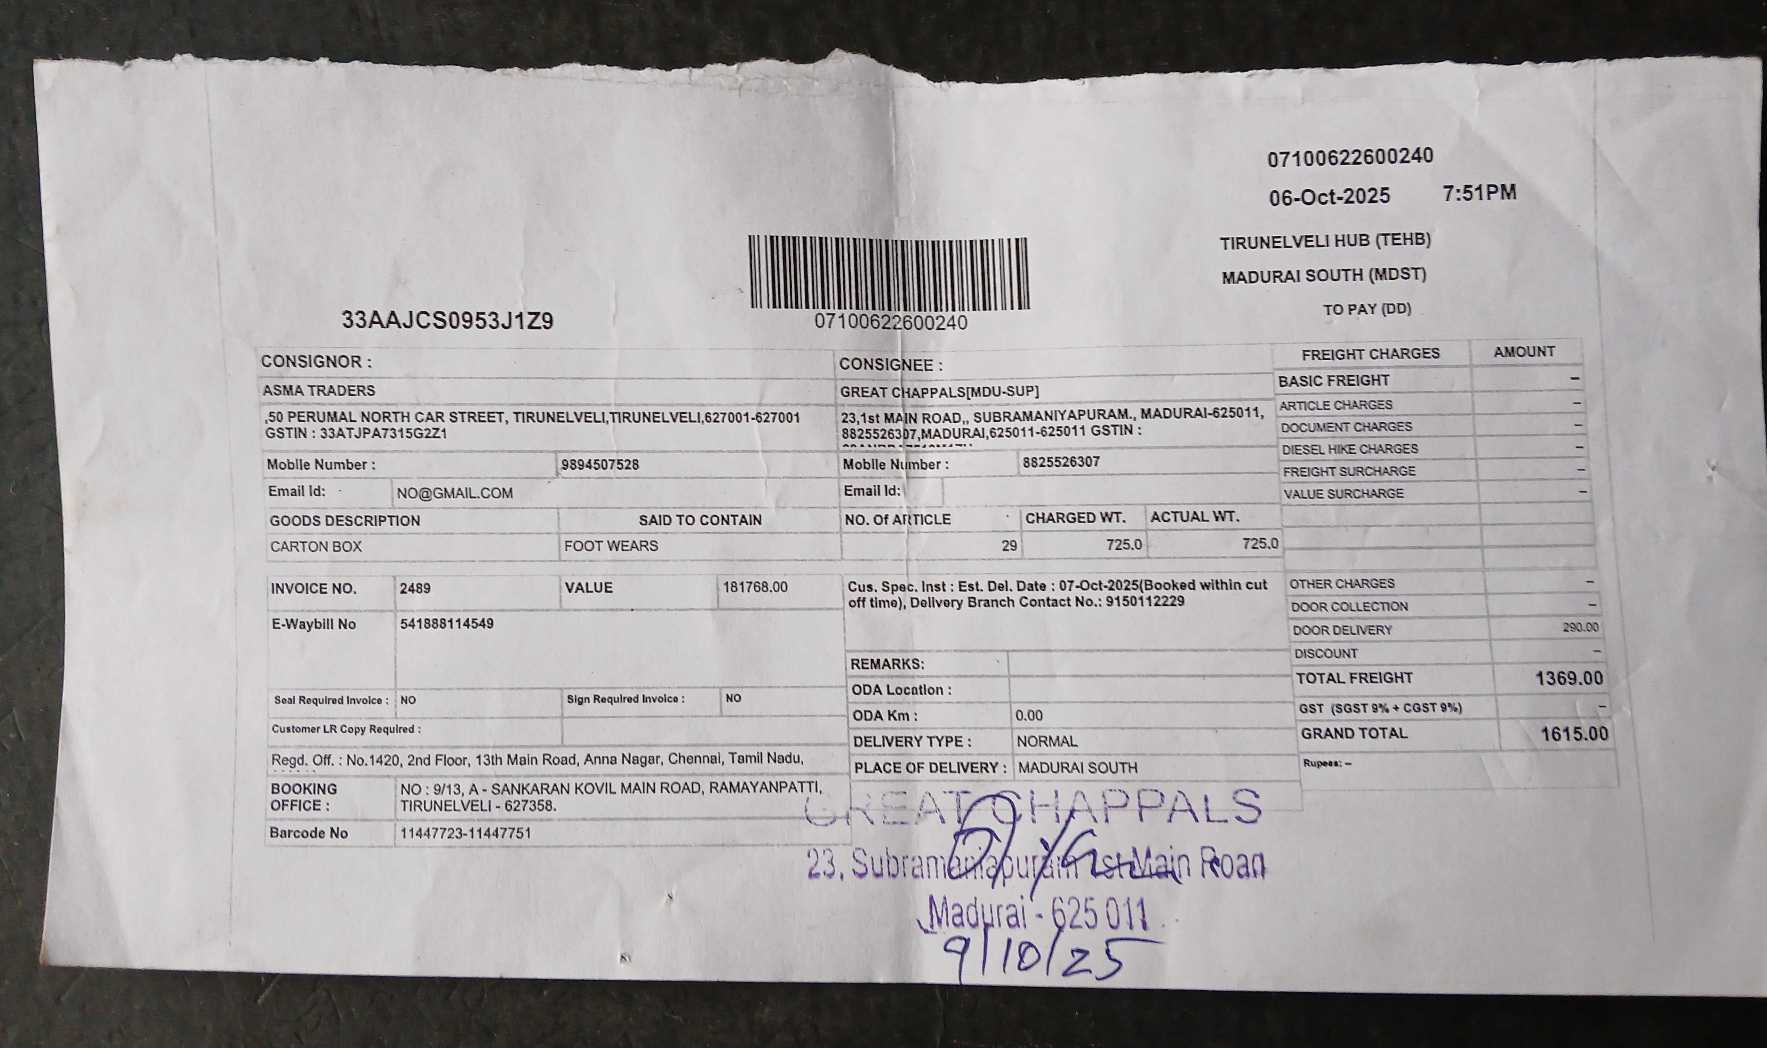 07100622600240
06-Oct-2025 7:51PM
TIRUNELVELI HUB (TEHB)
MADURAI SOUTH (MDST)
TO PAY (DD)
33AAJCS0953J1Z9
07100622600240
CONSIGNOR :
ASMA TRADERS
,50 PERUMAL NORTH CAR STREET, TIRUNELVELI,TIRUNELVELI,627001-627001
GSTIN : 33ATJPA7315G2Z1
Mobile Number : 9894507528
Email Id: NO@GMAIL.COM
CONSIGNEE :
GREAT CHAPPALS[MDU-SUP]
23,1st MAIN ROAD,, SUBRAMANIYAPURAM., MADURAI-625011,
8825526307,MADURAI,625011-625011 GSTIN :
Mobile Number : 8825526307
Email Id:
GOODS DESCRIPTION SAID TO CONTAIN NO. Of ARTICLE CHARGED WT. ACTUAL WT.
CARTON BOX FOOT WEARS 29 725.0 725.0
INVOICE NO. 2489 VALUE 181768.00
E-Waybill No 541888114549
Seal Required Invoice : NO Sign Required Invoice : NO
Customer LR Copy Required :
Regd. Off. : No.1420, 2nd Floor, 13th Main Road, Anna Nagar, Chennai, Tamil Nadu,
BOOKING OFFICE : NO : 9/13, A - SANKARAN KOVIL MAIN ROAD, RAMAYANPATTI,
TIRUNELVELI - 627358.
Barcode No 11447723-11447751
Cus. Spec. Inst : Est. Del. Date : 07-Oct-2025(Booked within cut
off time), Delivery Branch Contact No.: 9150112229
REMARKS:
ODA Location :
ODA Km : 0.00
DELIVERY TYPE : NORMAL
PLACE OF DELIVERY : MADURAI SOUTH
FREIGHT CHARGES AMOUNT
BASIC FREIGHT –
ARTICLE CHARGES –
DOCUMENT CHARGES –
DIESEL HIKE CHARGES –
FREIGHT SURCHARGE –
VALUE SURCHARGE –
OTHER CHARGES –
DOOR COLLECTION –
DOOR DELIVERY 290.00
DISCOUNT –
TOTAL FREIGHT 1369.00
GST (SGST 9% + CGST 9%) –
GRAND TOTAL 1615.00
Rupees: –
GREAT CHAPPALS
23, Subramaniapuram 1st Main Road
Madurai - 625 011
9/10/25